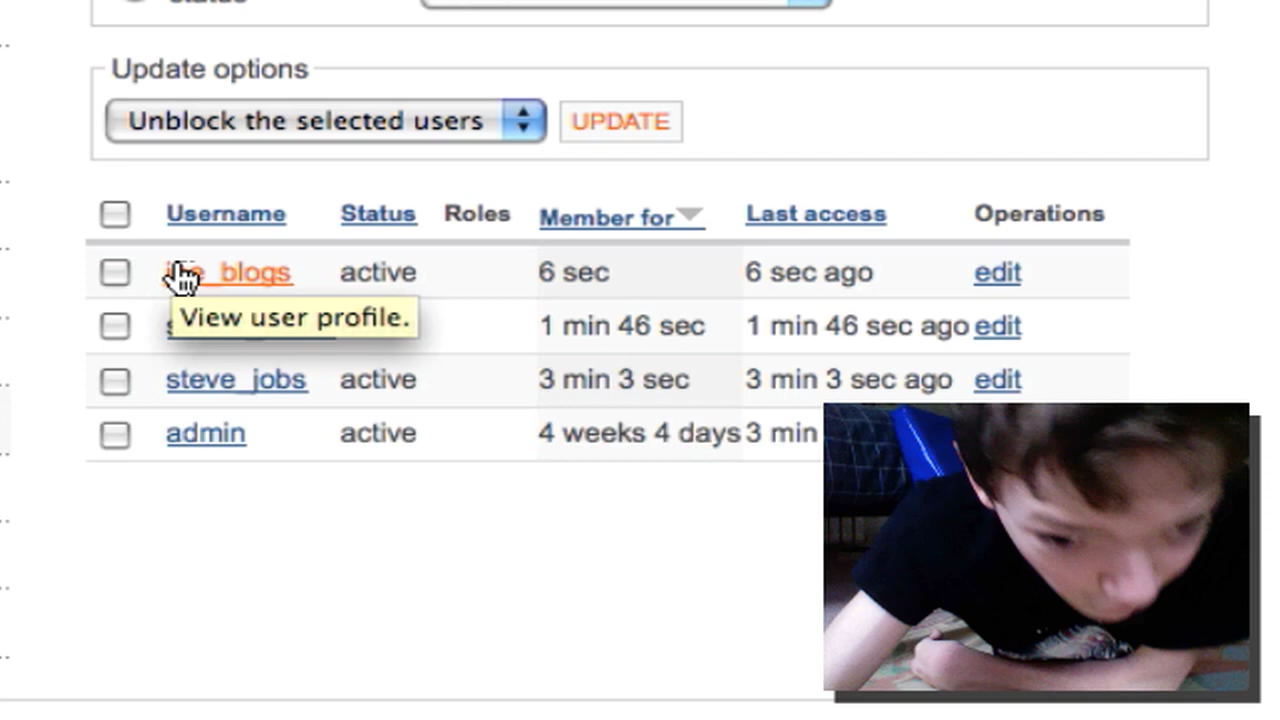 status
Update options
Unblock the selected users UPDATE
Username Status Roles Member for Last access Operations
_blogs active 6 sec 6 sec ago edit
View user profile.
1 min 46 sec 1 min 46 sec ago edit
steve_jobs active 3 min 3 sec 3 min 3 sec ago edit
admin active 4 weeks 4 days 3 min